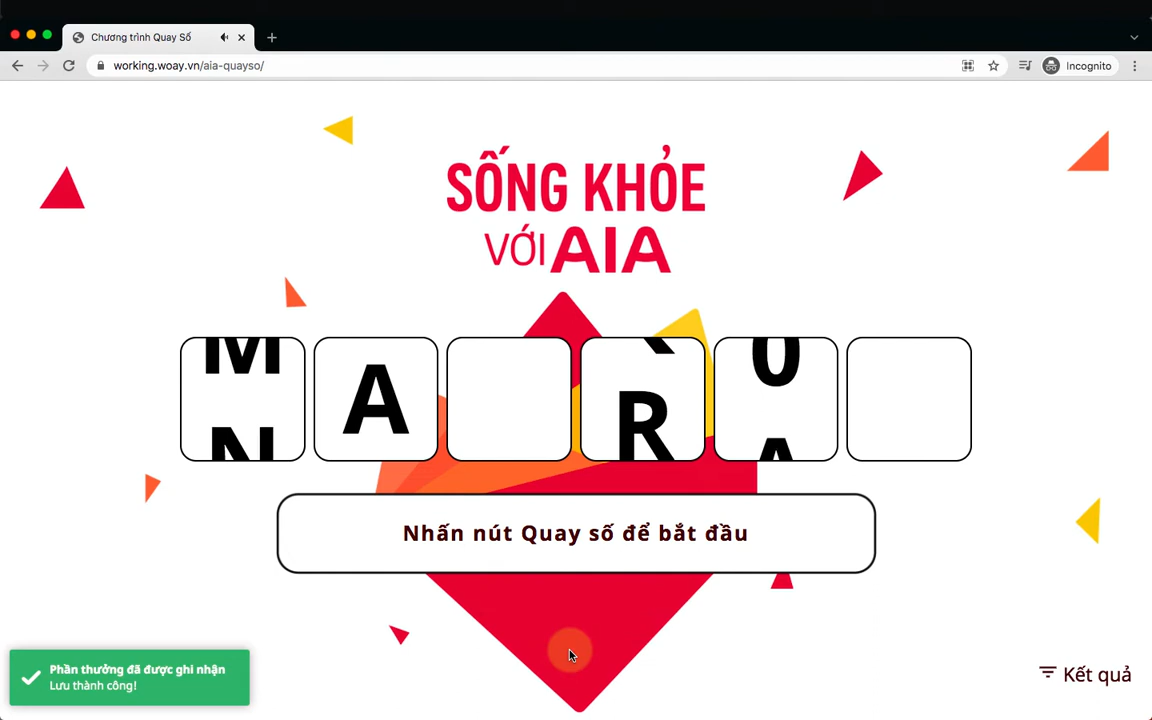 Chương trình Quay Số
working.woay.vn/aia-quayso/
Incognito
SỐNG KHỎE
VỚI AIA
M A R 0
N A
Nhấn nút Quay số để bắt đầu
Phần thưởng đã được ghi nhận
Lưu thành công!
Kết quả